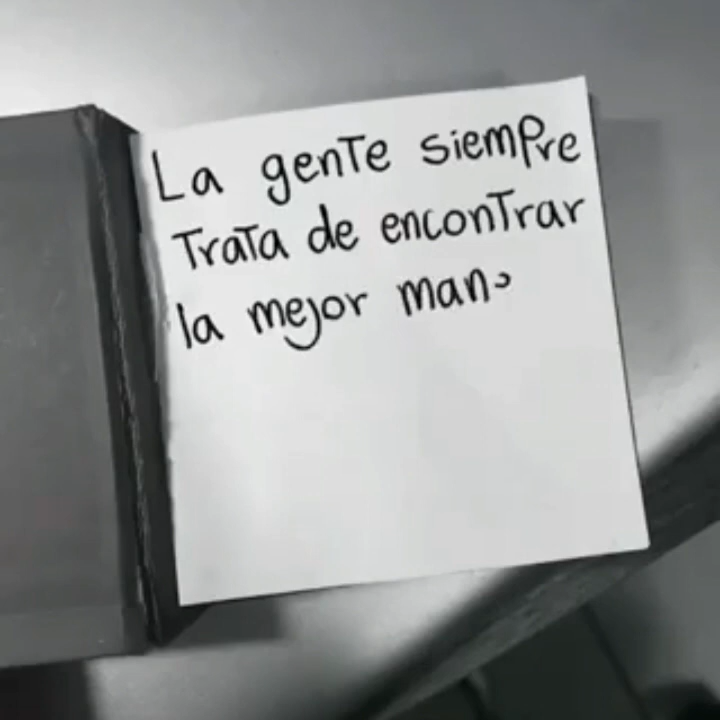 La gente siempre
Trata de encontrar
la mejor man